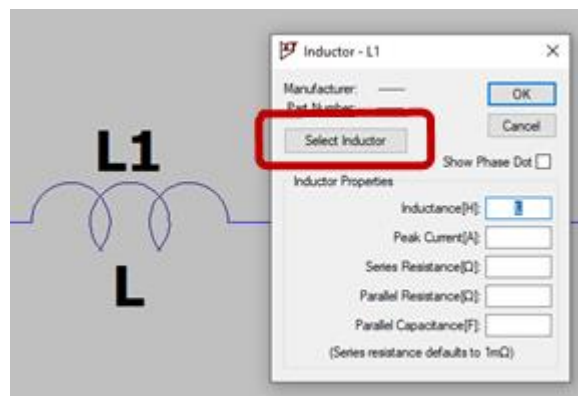 L1
L
Inductor - L1
Manufacturer: ----
Part Number: ----
OK
Cancel
Select Inductor
Show Phase Dot
Inductor Properties
Inductance[H]: L
Peak Current[A]:
Series Resistance[Ω]:
Parallel Resistance[Ω]:
Parallel Capacitance[F]:
(Series resistance defaults to 1mΩ)